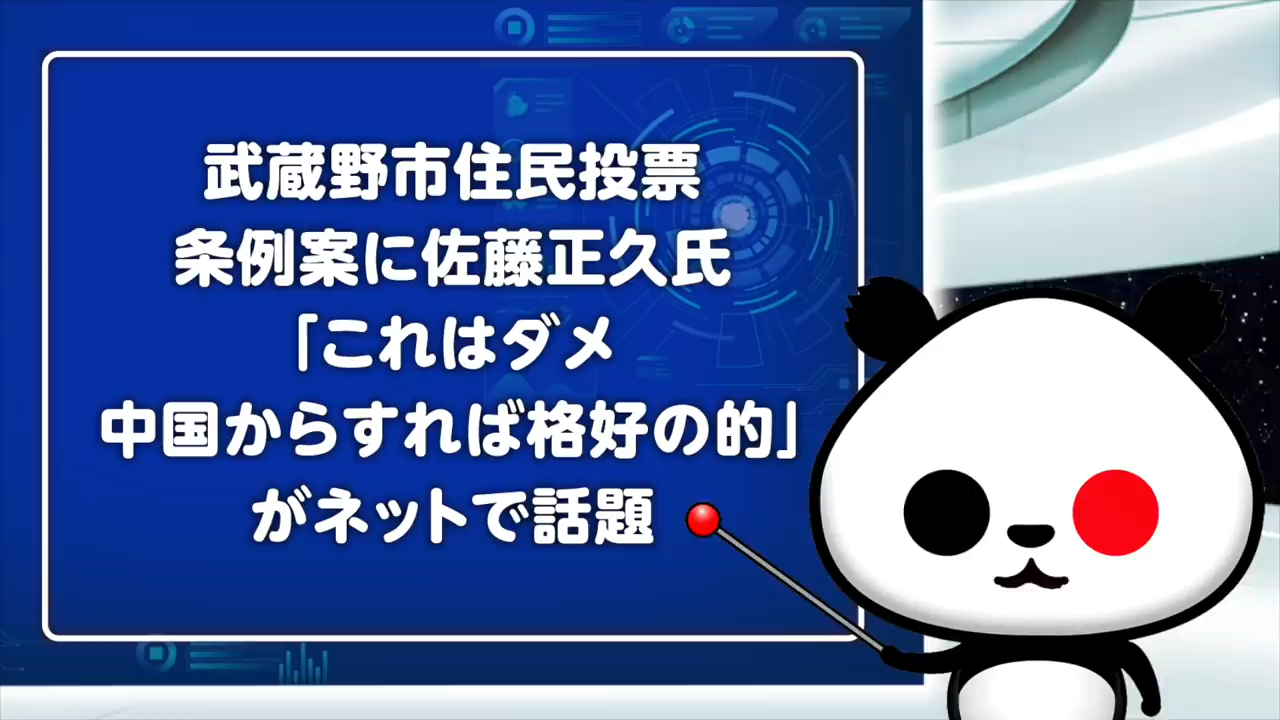 武蔵野市住民投票
条例案に佐藤正久氏
「これはダメ
中国からすれば格好の的」
がネットで話題